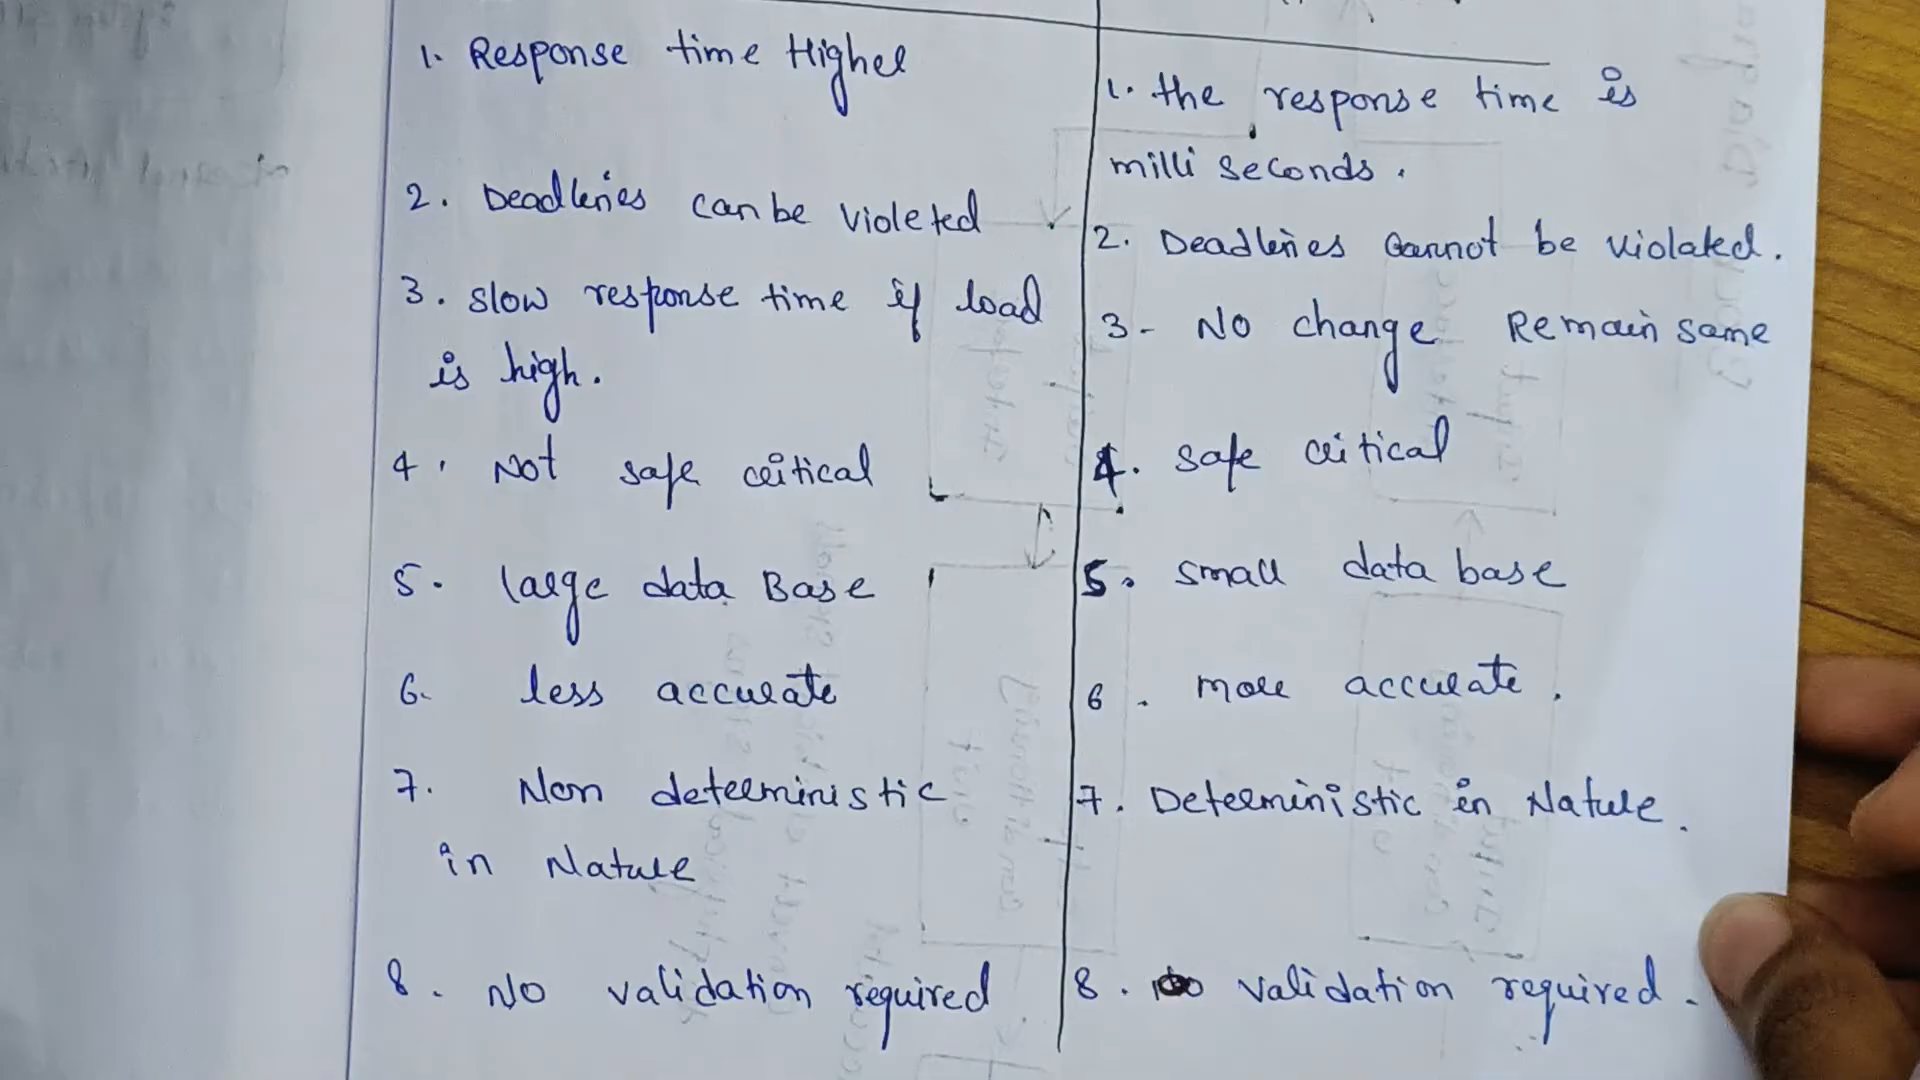 1. Response time Higher
2. Deadlines can be violeted
3. slow response time if load
is high.
4. Not safe critical
5. large data Base
6. less accurate
7. Non deterministic
in Nature
8. No validation required
1. the response time is
milli seconds.
2. Deadlines Cannot be violated.
3- No change Remain same
4. safe critical
5. small data base
6. more accurate.
7. Deterministic in Nature.
8. validation required.